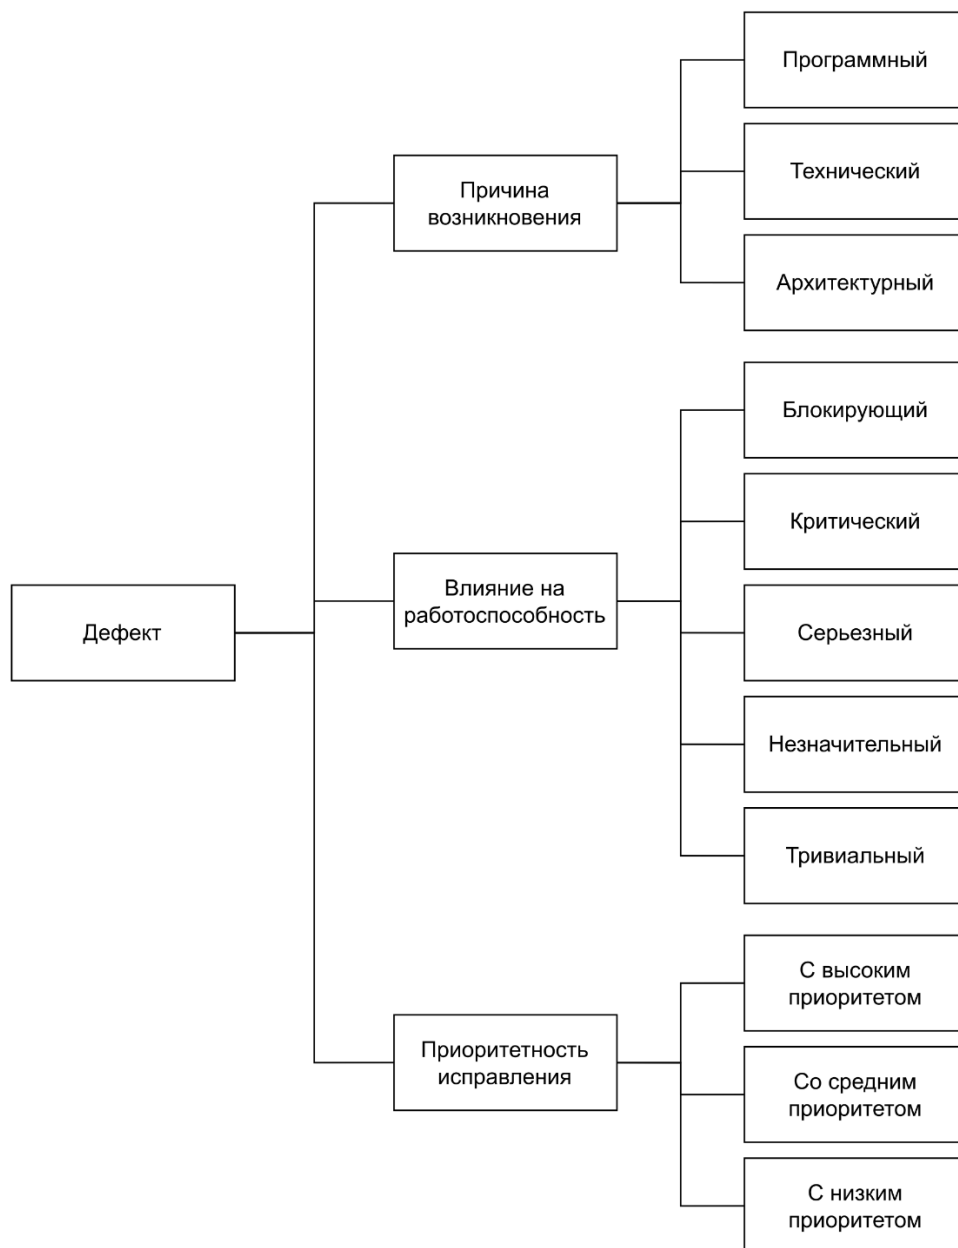 Дефект
Причина
возникновения
Программный
Технический
Архитектурный
Влияние на
работоспособность
Блокирующий
Критический
Серьезный
Незначительный
Тривиальный
Приоритетность
исправления
С высоким
приоритетом
Со средним
приоритетом
С низким
приоритетом